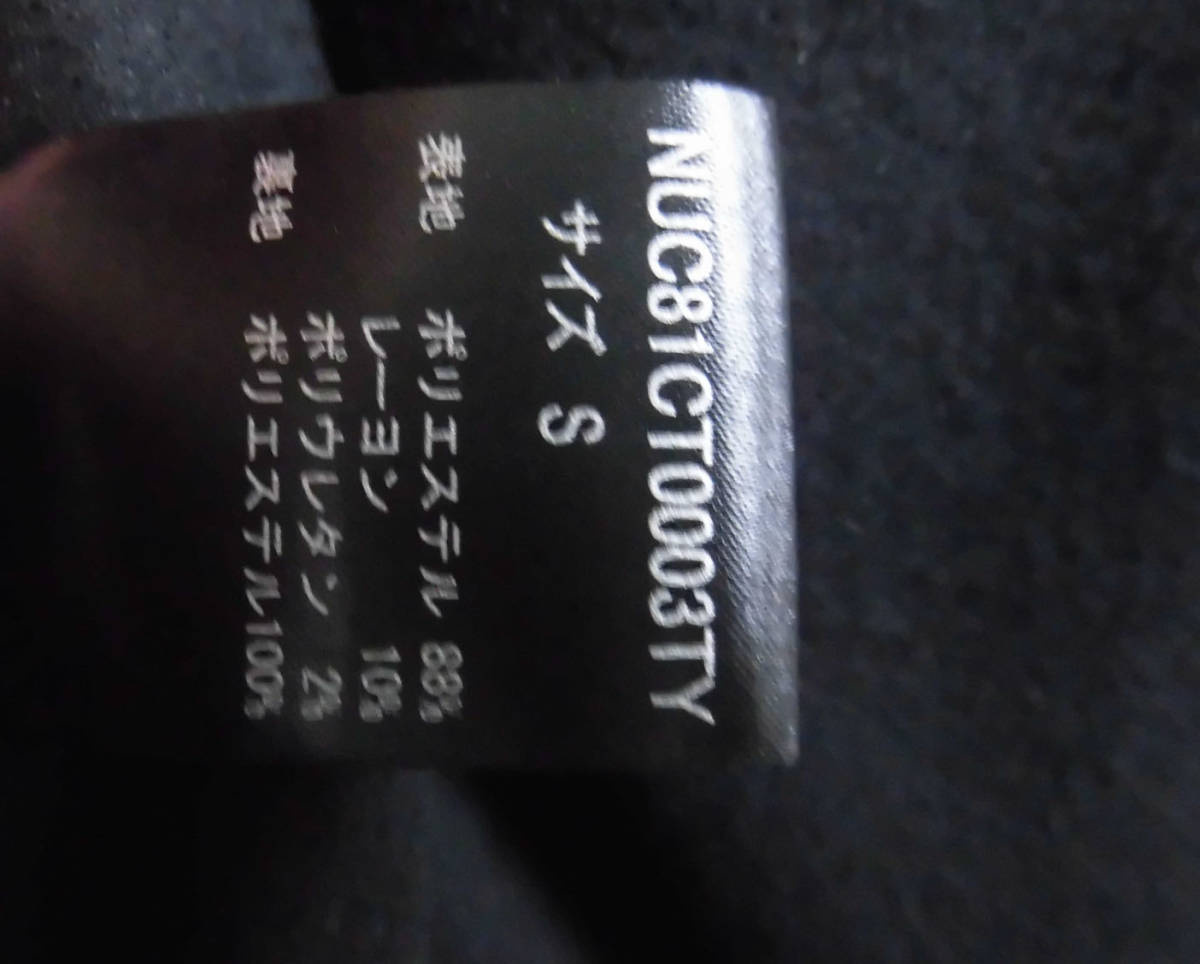 NUC81CT0003TY
サイズ S
表地 ポリエステル 88%
レーヨン 10%
ポリウレタン 2%
裏地 ポリエステル100%